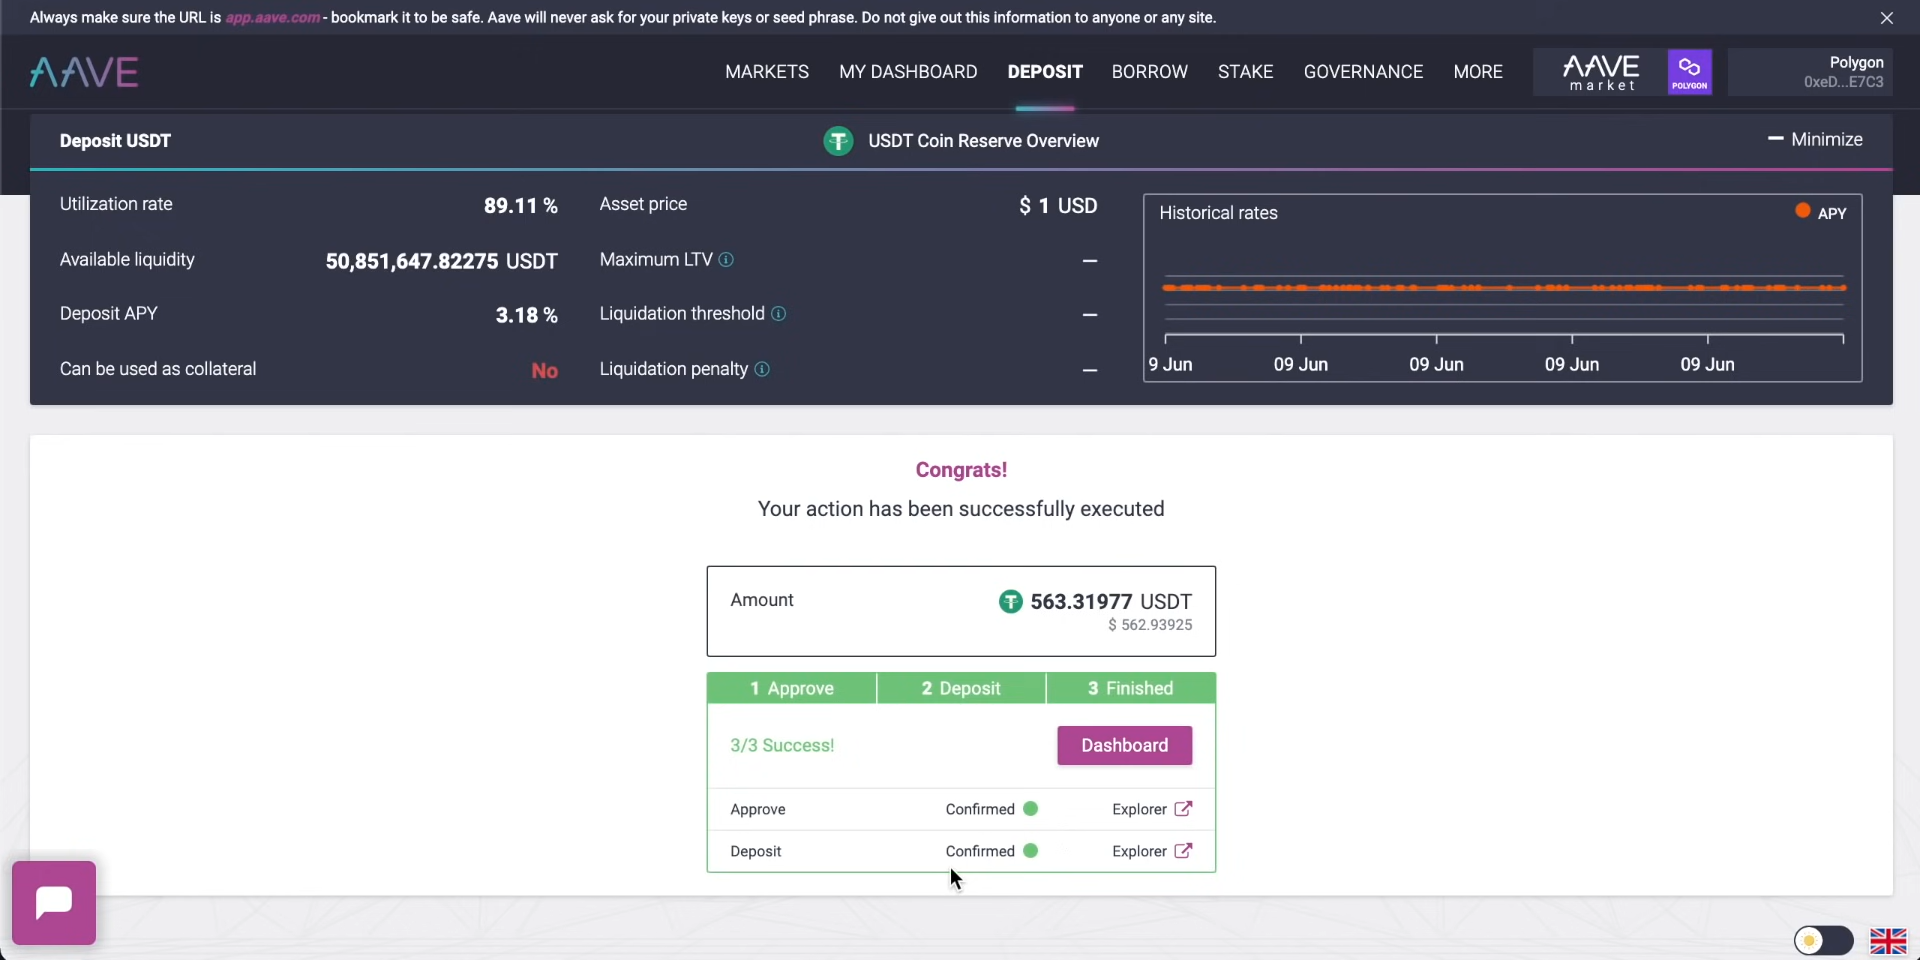 Always make sure the URL is app.aave.com - bookmark it to be safe. Aave will never ask for your private keys or seed phrase. Do not give out this information to anyone or any site.
AAVE
MARKETS
MY DASHBOARD
DEPOSIT
BORROW
STAKE
GOVERNANCE
MORE
AAVE
market
POLYGON
Polygon
0xeD...E7C3
Deposit USDT
USDT Coin Reserve Overview
Minimize
Utilization rate 89.11 %
Available liquidity 50,851,647.82275 USDT
Deposit APY 3.18 %
Can be used as collateral No
Asset price $ 1 USD
Maximum LTV —
Liquidation threshold —
Liquidation penalty —
Historical rates
APY
9 Jun 09 Jun 09 Jun 09 Jun 09 Jun
Congrats!
Your action has been successfully executed
Amount 563.31977 USDT
$ 562.93925
1 Approve 2 Deposit 3 Finished
3/3 Success! Dashboard
Approve Confirmed Explorer
Deposit Confirmed Explorer